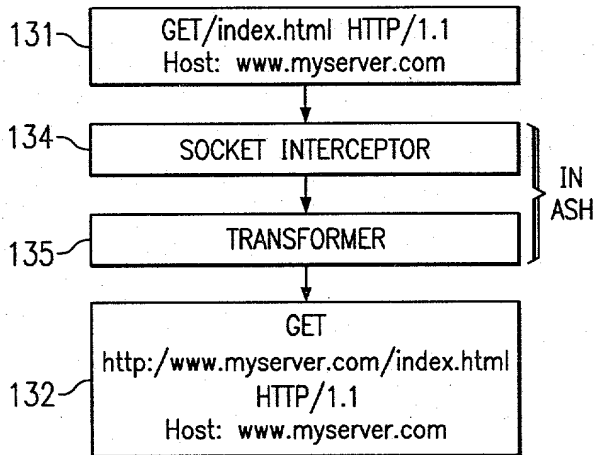 131
GET/index.html HTTP/1.1
Host: www.myserver.com
134
SOCKET INTERCEPTOR
IN
ASH
135
TRANSFORMER
132
GET
http:/www.myserver.com/index.html
HTTP/1.1
Host: www.myserver.com